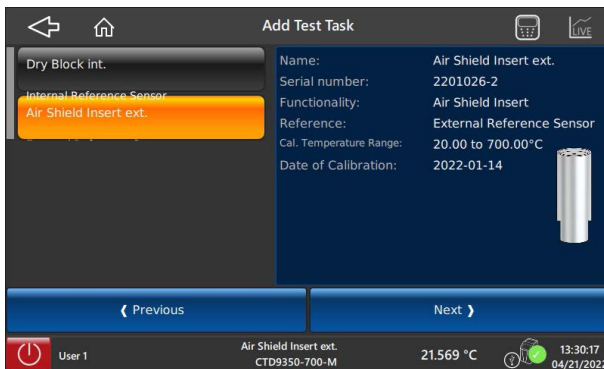 Add Test Task
LIVE
Dry Block int.
Internal Reference Sensor
Air Shield Insert ext.
Name: Air Shield Insert ext.
Serial number: 2201026-2
Functionality: Air Shield Insert
Reference: External Reference Sensor
Cal. Temperature Range: 20.00 to 700.00°C
Date of Calibration: 2022-01-14
❰ Previous
Next ❱
User 1
Air Shield Insert ext.
CTD9350-700-M
21.569 °C
13:30:17
04/21/2022